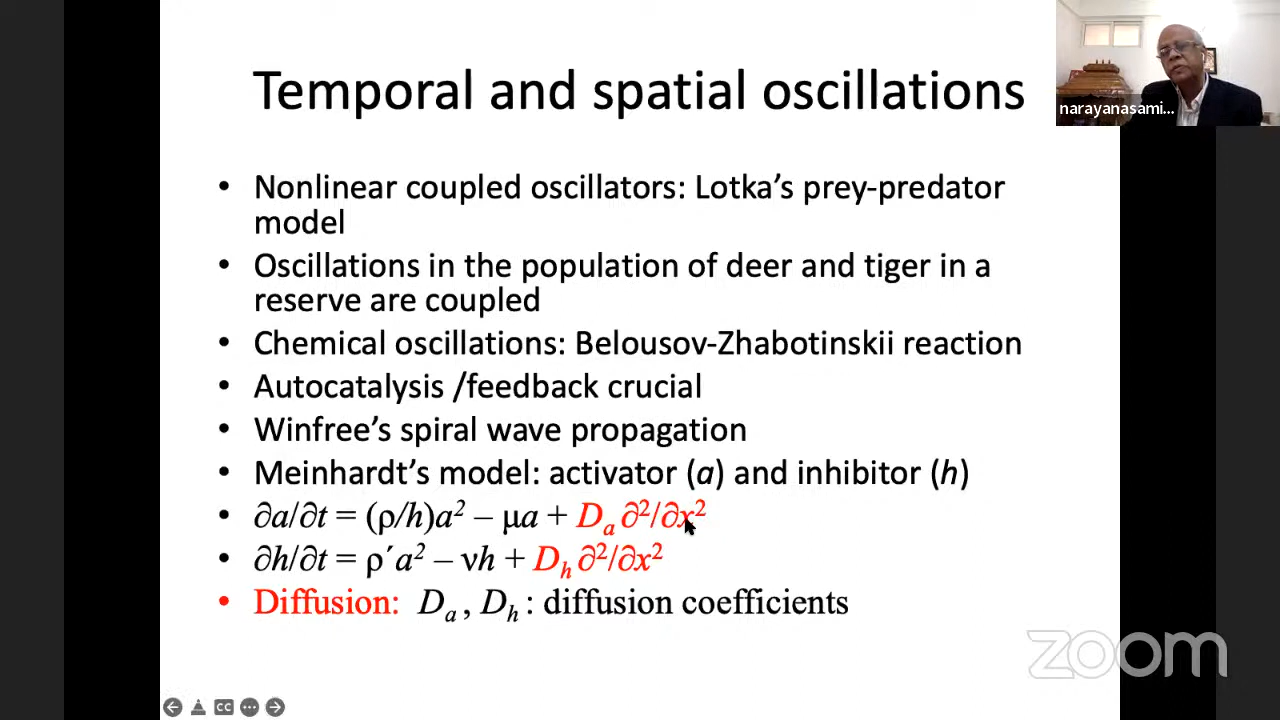 Temporal and spatial oscillations
narayanasami...
• Nonlinear coupled oscillators: Lotka's prey-predator
model
• Oscillations in the population of deer and tiger in a
reserve are coupled
• Chemical oscillations: Belousov-Zhabotinskii reaction
• Autocatalysis /feedback crucial
• Winfree's spiral wave propagation
• Meinhardt's model: activator (a) and inhibitor (h)
• ∂a/∂t = (ρ/h)a² – μa + Dₐ ∂²/∂x²
• ∂h/∂t = ρ´a² – νh + Dₕ ∂²/∂x²
• Diffusion: Dₐ , Dₕ : diffusion coefficients
zoom
CC